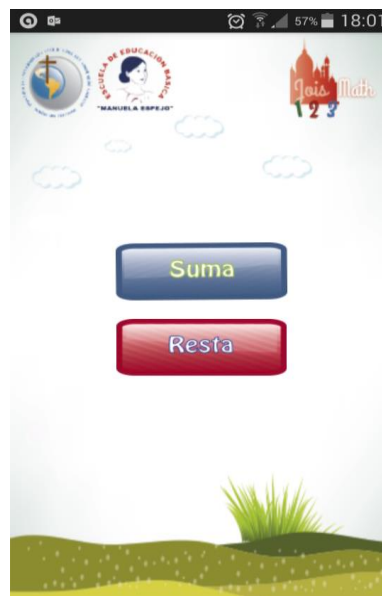 57% 18:01
ESCUELA DE EDUCACIÓN BÁSICA
"MANUELA ESPEJO"
Jois Math
1 2 3
Suma
Resta